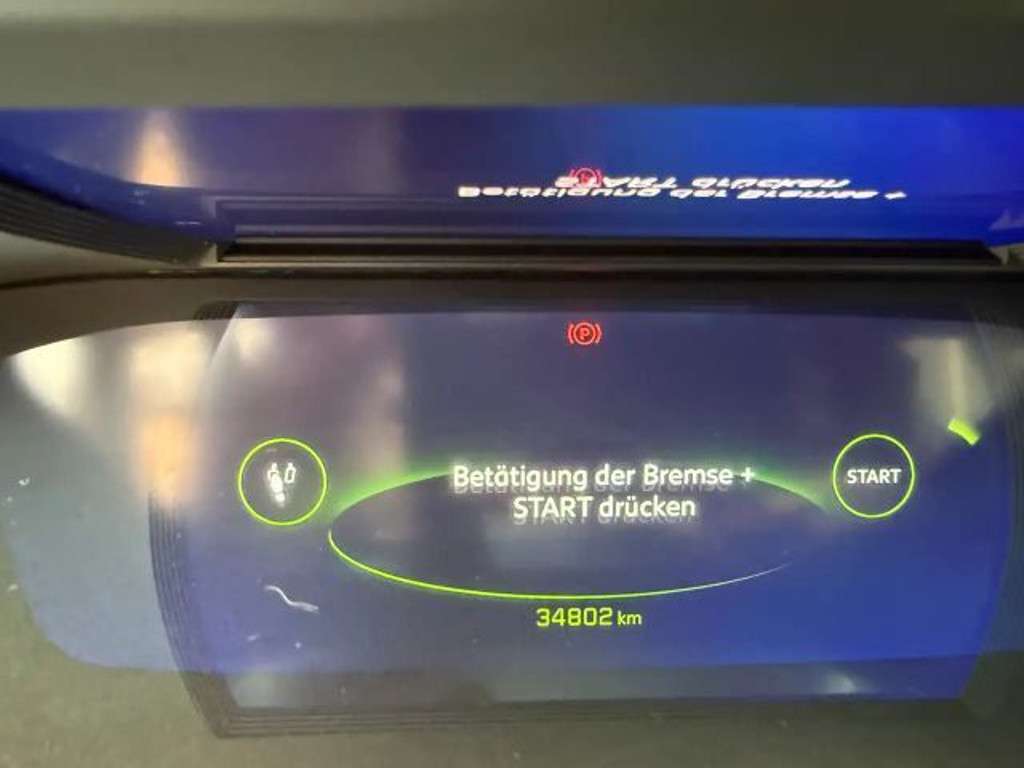 P
Betätigung der Bremse +
START drücken
START
34802 km